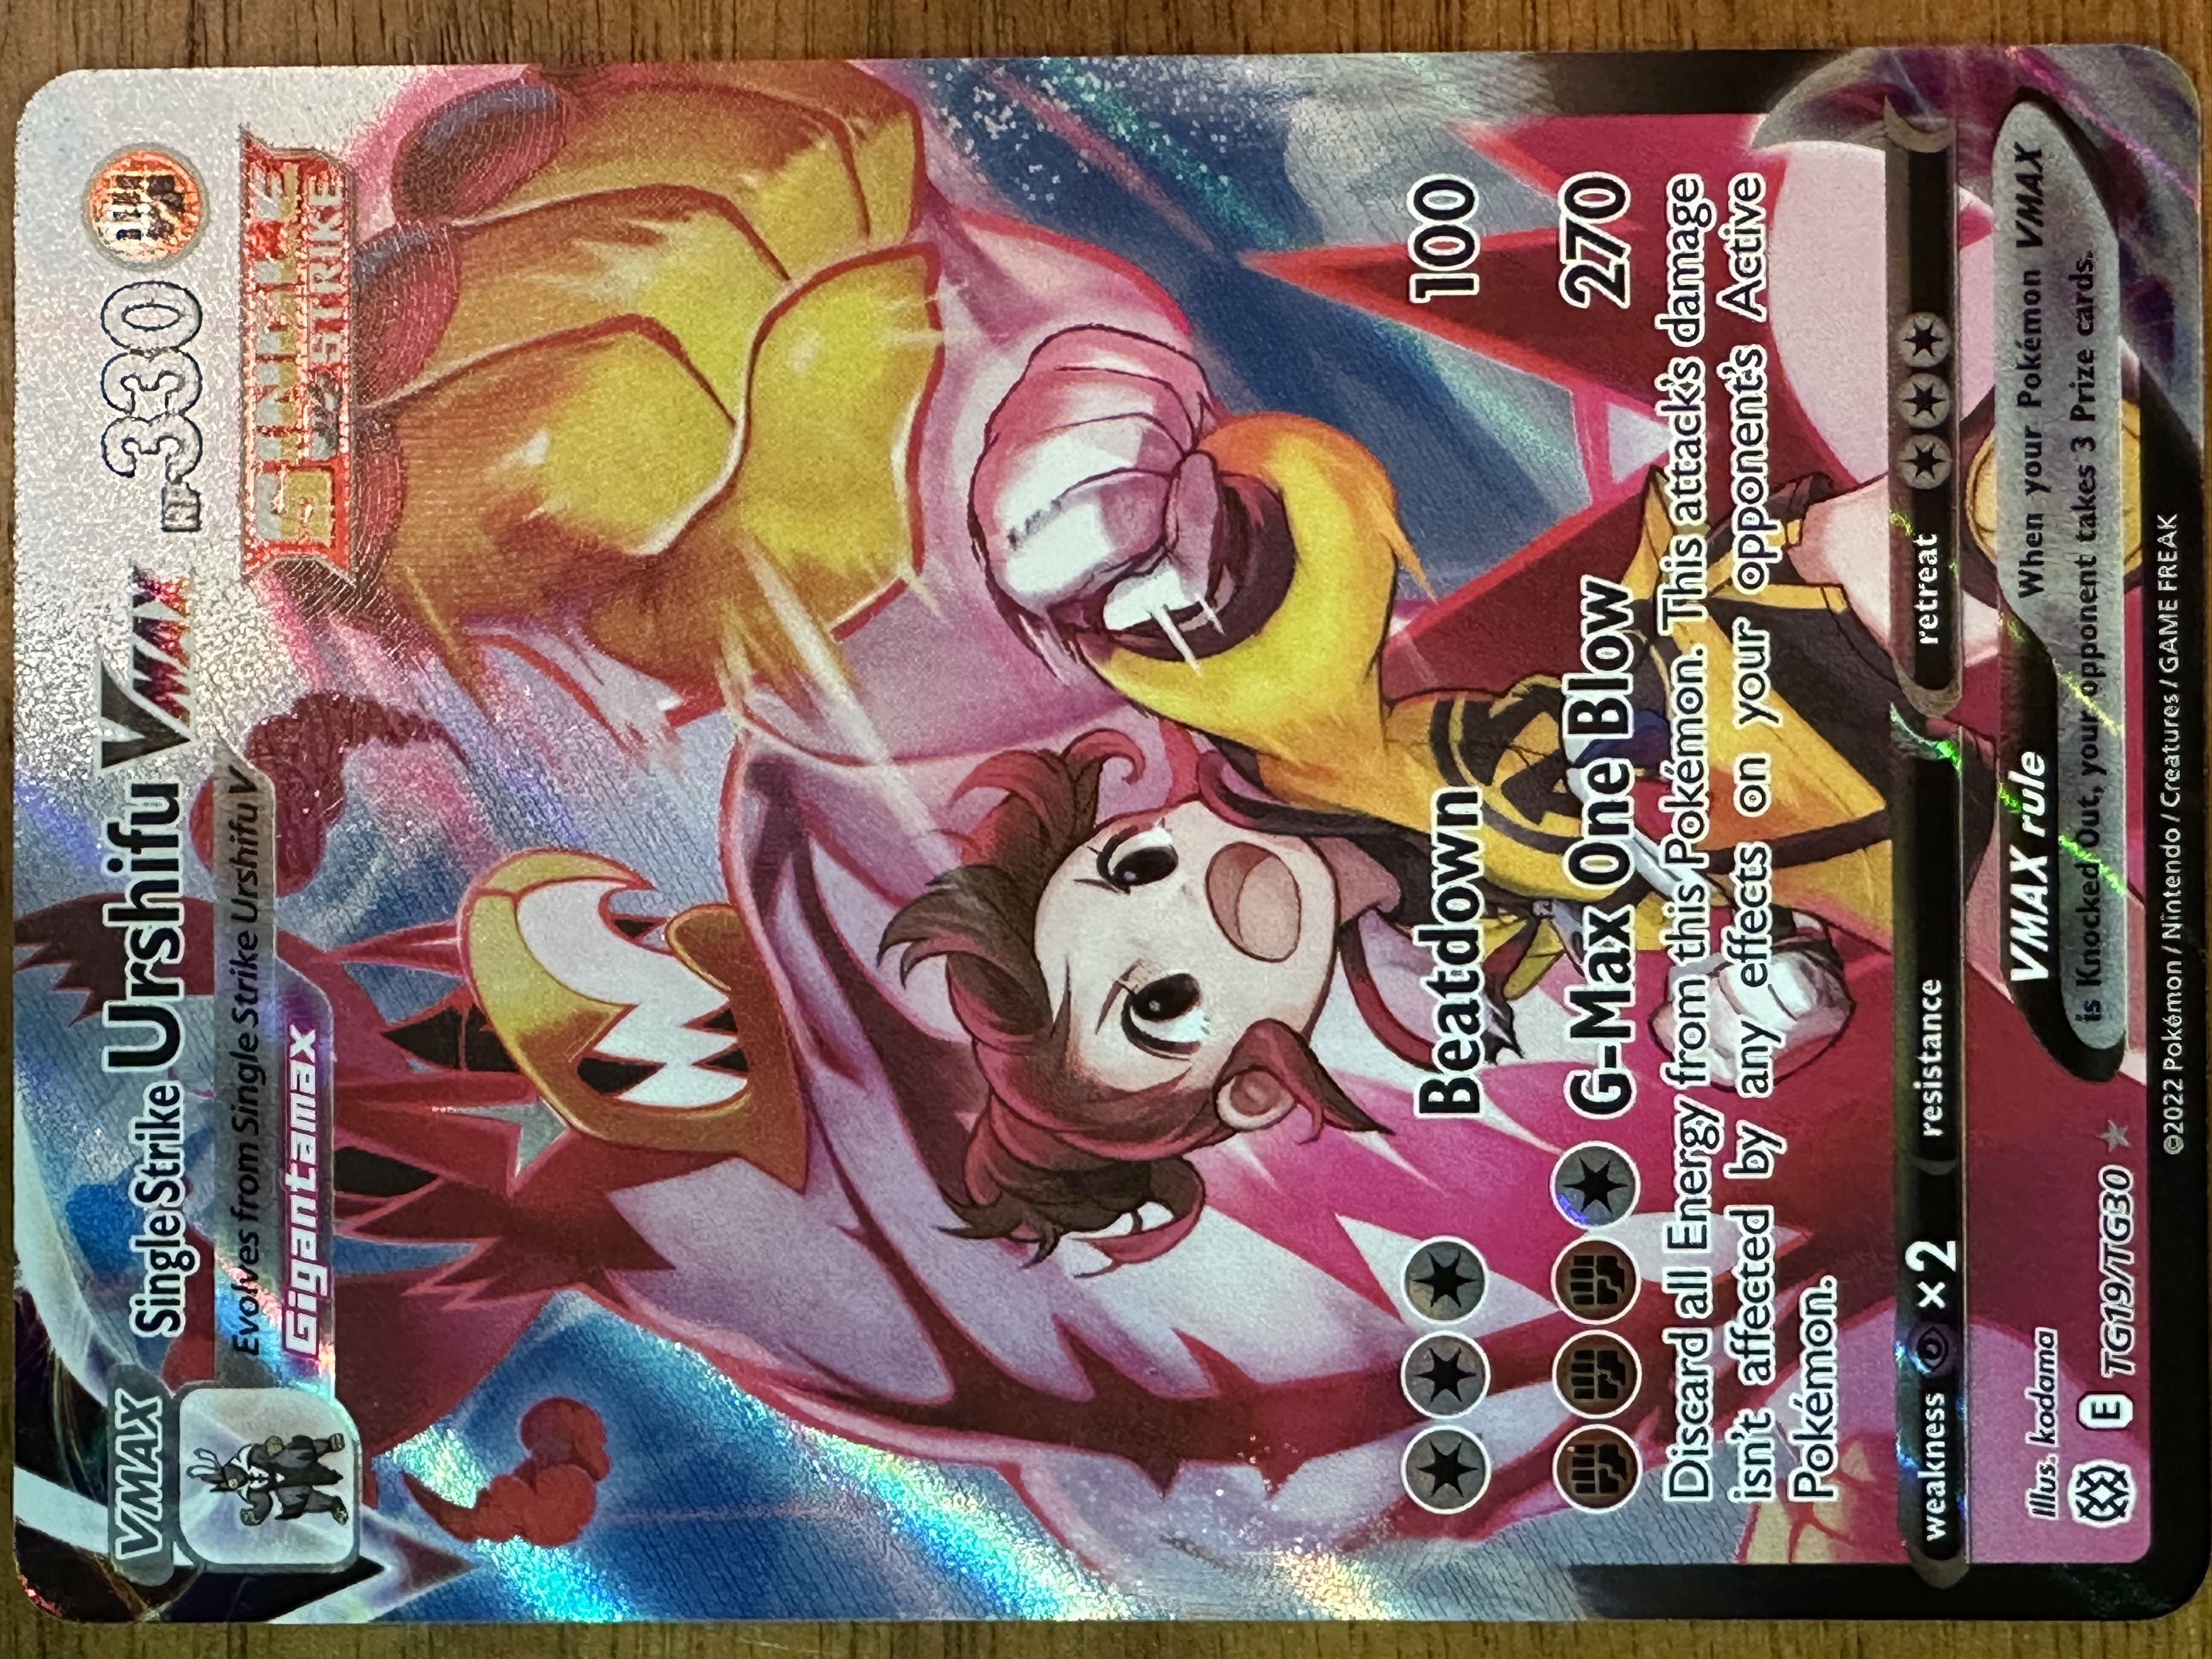 VMAX
Single Strike Urshifu VMAX HP 330
Evolves from Single Strike Urshifu V
Gigantamax
SINGLE STRIKE
Beatdown 100
G-Max One Blow 270
Discard all Energy from this Pokémon. This attack's damage
isn't affected by any effects on your opponent's Active
Pokémon.
weakness ×2 resistance retreat
Illus. kodama
VMAX rule When your Pokémon VMAX
is Knocked Out, your opponent takes 3 Prize cards.
E TG19/TG30
©2022 Pokémon / Nintendo / Creatures / GAME FREAK